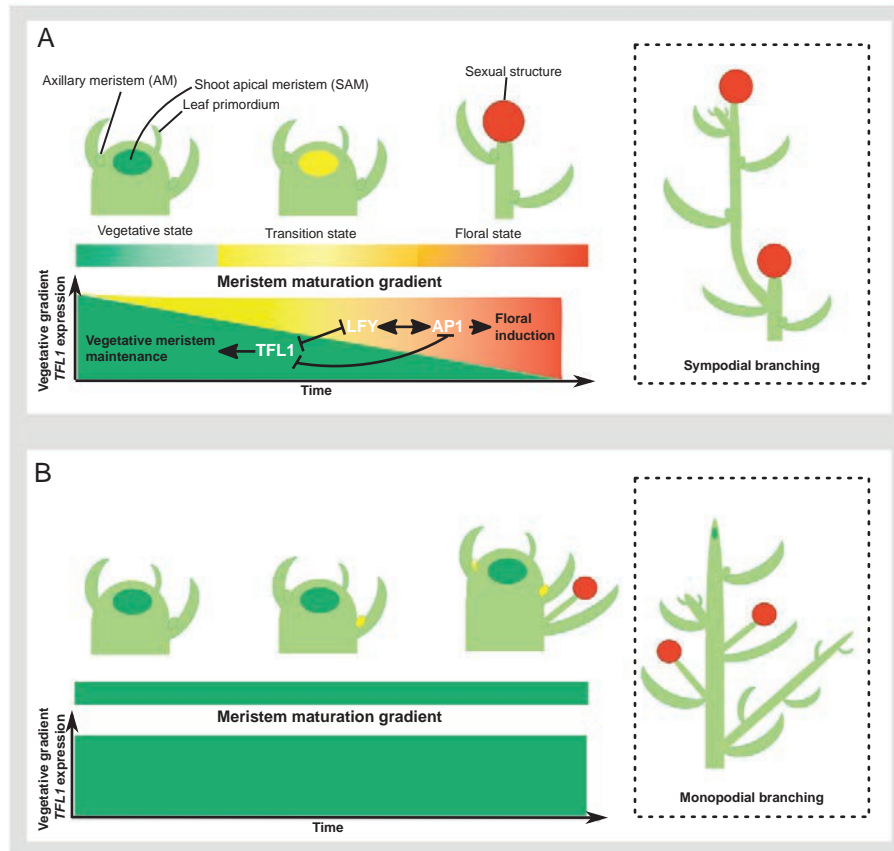 A
Axillary meristem (AM)
Shoot apical meristem (SAM)
Leaf primordium
Sexual structure
Vegetative state
Transition state
Floral state
Meristem maturation gradient
Vegetative gradient
TFL1 expression
Vegetative meristem
maintenance
TFL1
LFY
AP1
Floral
induction
Time
Sympodial branching
B
Meristem maturation gradient
Vegetative gradient
TFL1 expression
Time
Monopodial branching